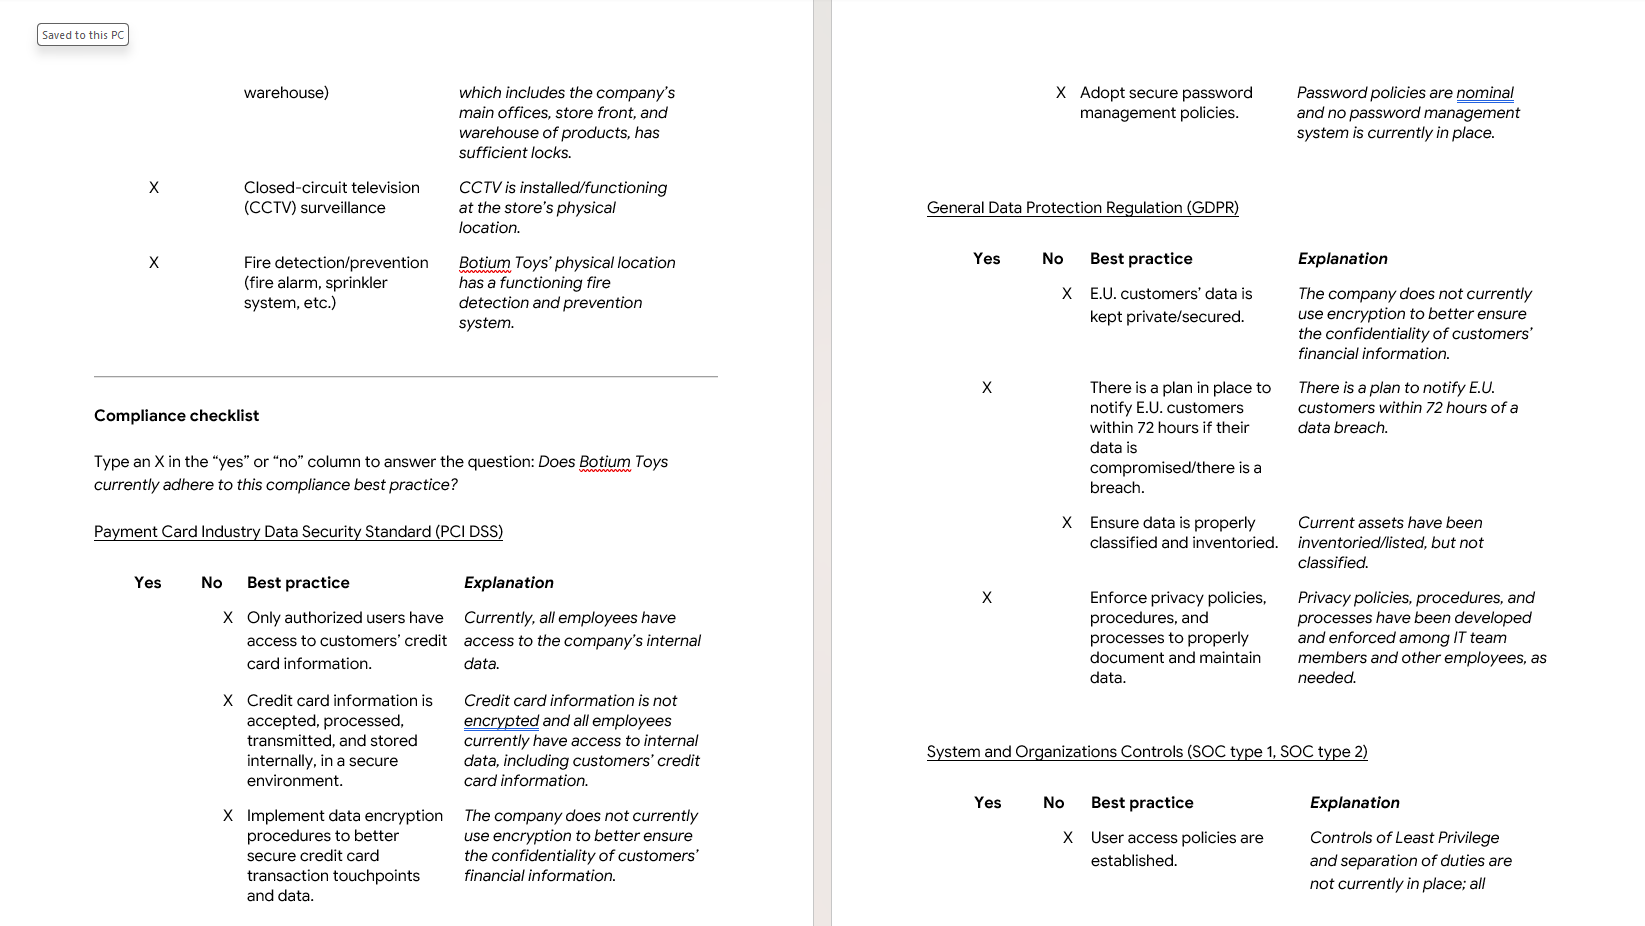 Saved to this PC
warehouse) which includes the company's
main offices, store front, and
warehouse of products, has
sufficient locks.
X Closed-circuit television CCTV is installed/functioning
(CCTV) surveillance at the store's physical
location.
X Fire detection/prevention Botium Toys' physical location
(fire alarm, sprinkler has a functioning fire
system, etc.) detection and prevention
system.
Compliance checklist
Type an X in the “yes” or “no” column to answer the question: Does Botium Toys
currently adhere to this compliance best practice?
Payment Card Industry Data Security Standard (PCI DSS)
Yes No Best practice Explanation
X Only authorized users have Currently, all employees have
access to customers' credit access to the company's internal
card information. data.
X Credit card information is Credit card information is not
accepted, processed, encrypted and all employees
transmitted, and stored currently have access to internal
internally, in a secure data, including customers' credit
environment. card information.
X Implement data encryption The company does not currently
procedures to better use encryption to better ensure
secure credit card the confidentiality of customers'
transaction touchpoints financial information.
and data.
X Adopt secure password Password policies are nominal
management policies. and no password management
system is currently in place.
General Data Protection Regulation (GDPR)
Yes No Best practice Explanation
X E.U. customers' data is The company does not currently
kept private/secured. use encryption to better ensure
the confidentiality of customers'
financial information.
X There is a plan in place to There is a plan to notify E.U.
notify E.U. customers customers within 72 hours of a
within 72 hours if their data breach.
data is
compromised/there is a
breach.
X Ensure data is properly Current assets have been
classified and inventoried. inventoried/listed, but not
classified.
X Enforce privacy policies, Privacy policies, procedures, and
procedures, and processes have been developed
processes to properly and enforced among IT team
document and maintain members and other employees, as
data. needed.
System and Organizations Controls (SOC type 1, SOC type 2)
Yes No Best practice Explanation
X User access policies are Controls of Least Privilege
established. and separation of duties are
not currently in place; all